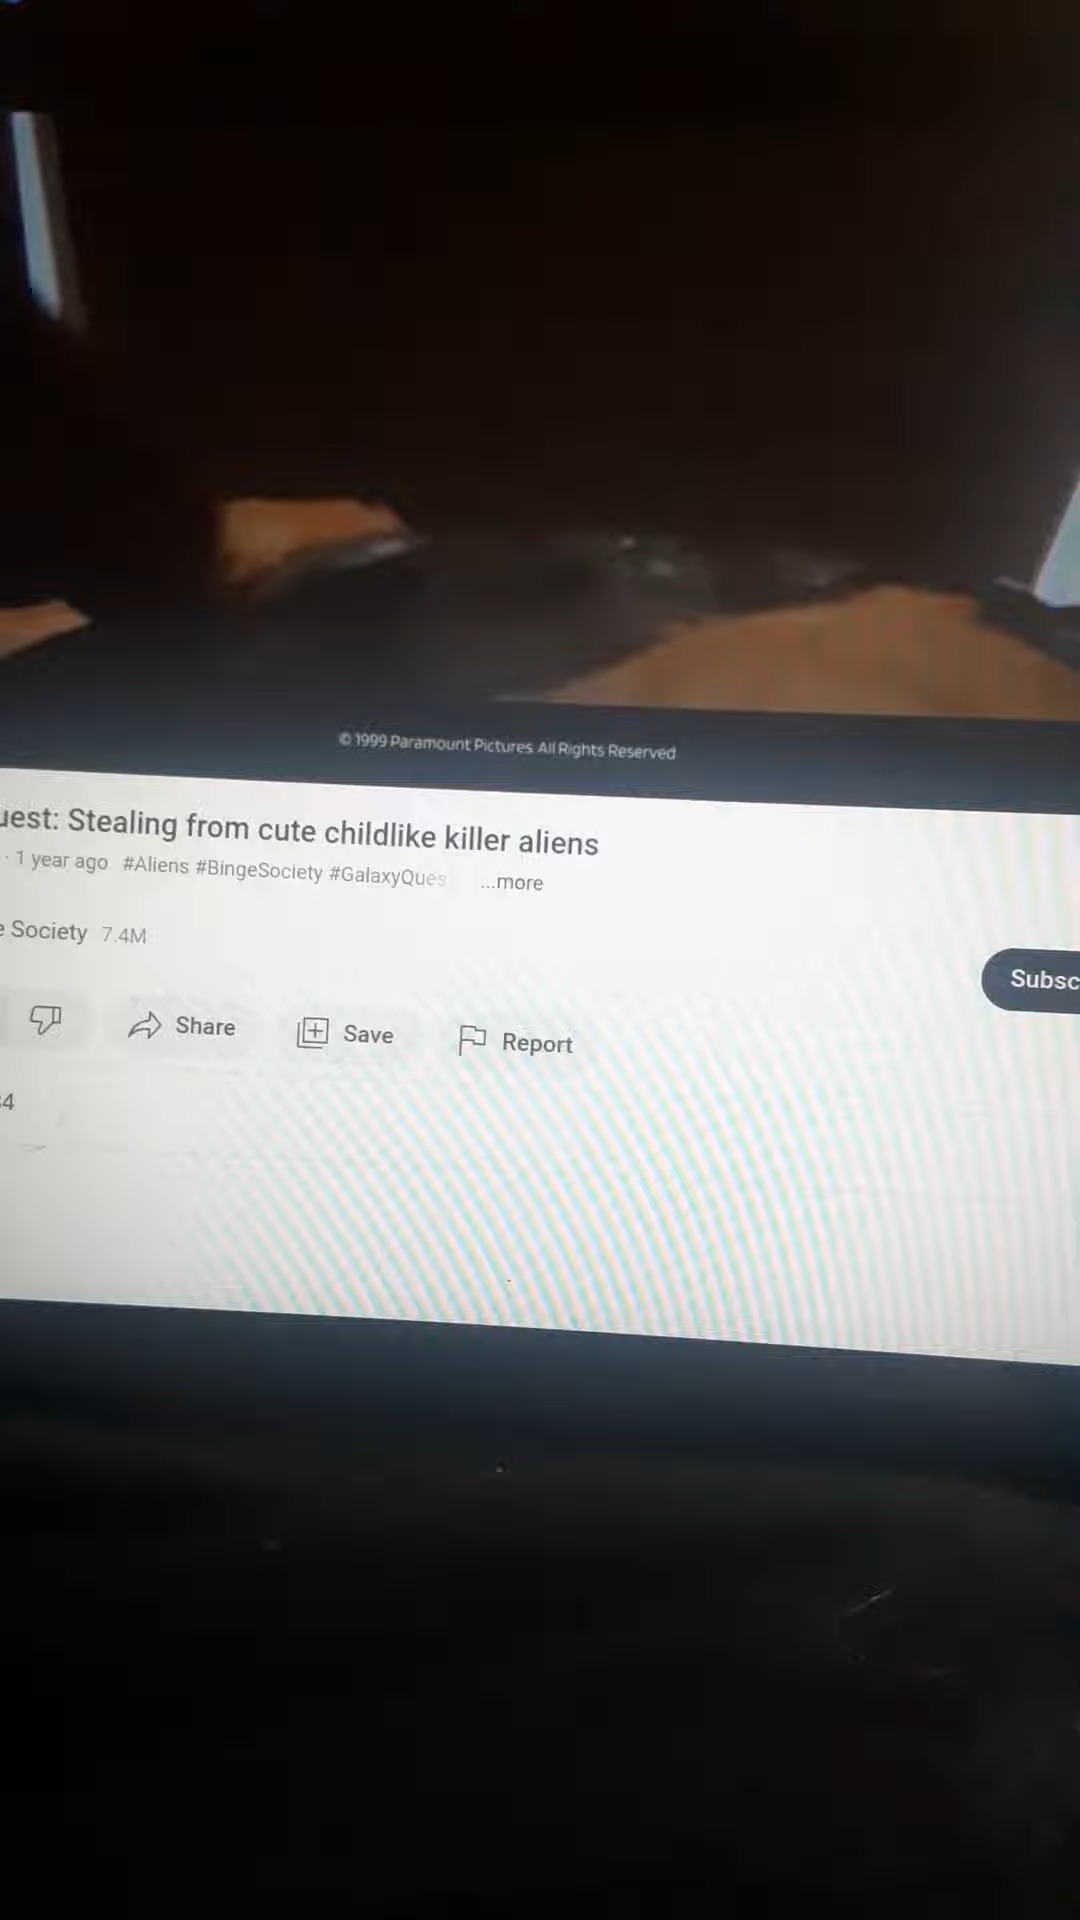 © 1999 Paramount Pictures All Rights Reserved
uest: Stealing from cute childlike killer aliens
· 1 year ago #Aliens #BingeSociety #GalaxyQues ...more
e Society 7.4M
Subsc
Share Save Report
4